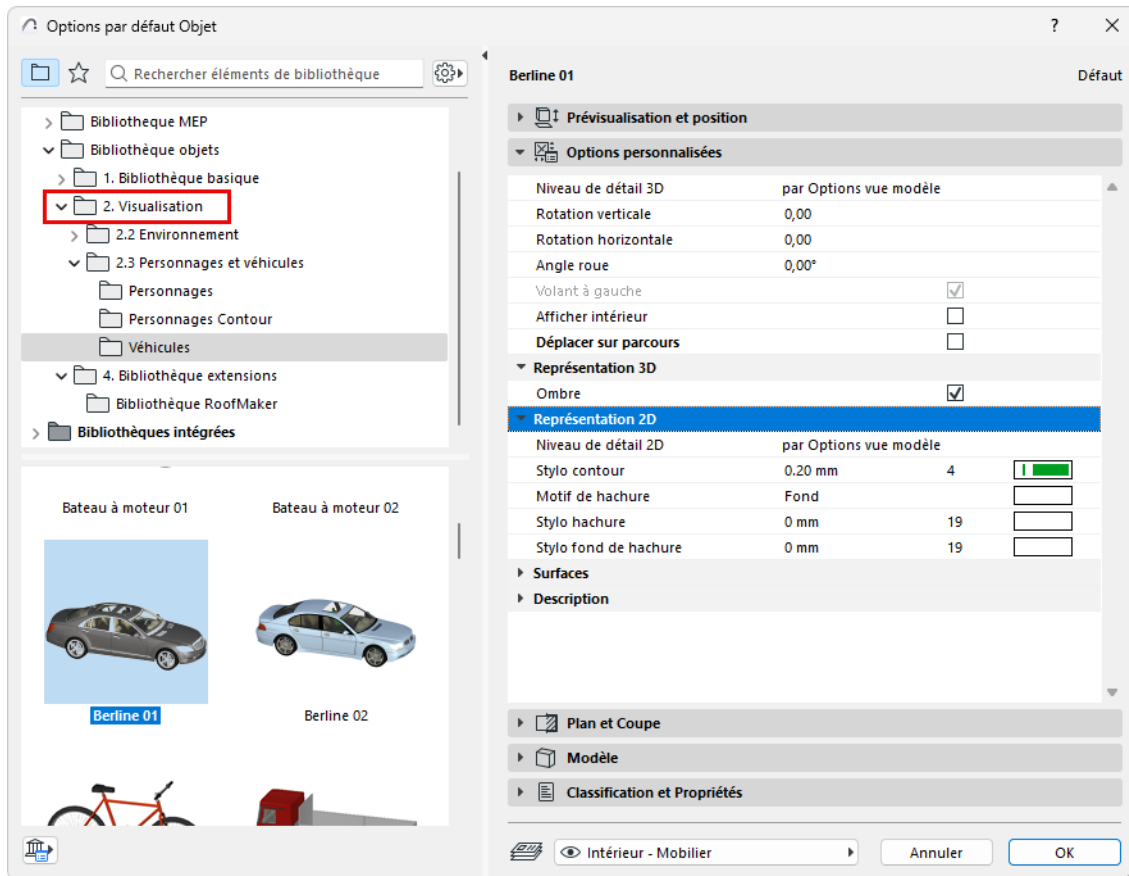 Options par défaut Objet
?
Rechercher éléments de bibliothèque
Bibliotheque MEP
Bibliothèque objets
1. Bibliothèque basique
2. Visualisation
2.2 Environnement
2.3 Personnages et véhicules
Personnages
Personnages Contour
Véhicules
4. Bibliothèque extensions
Bibliothèque RoofMaker
Bibliothèques intégrées
Bateau à moteur 01 Bateau à moteur 02
Berline 01 Berline 02
Berline 01 Défaut
Prévisualisation et position
Options personnalisées
Niveau de détail 3D par Options vue modèle
Rotation verticale 0,00
Rotation horizontale 0,00
Angle roue 0,00°
Volant à gauche
Afficher intérieur
Déplacer sur parcours
Représentation 3D
Ombre
Représentation 2D
Niveau de détail 2D par Options vue modèle
Stylo contour 0.20 mm 4
Motif de hachure Fond
Stylo hachure 0 mm 19
Stylo fond de hachure 0 mm 19
Surfaces
Description
Plan et Coupe
Modèle
Classification et Propriétés
Intérieur - Mobilier Annuler OK